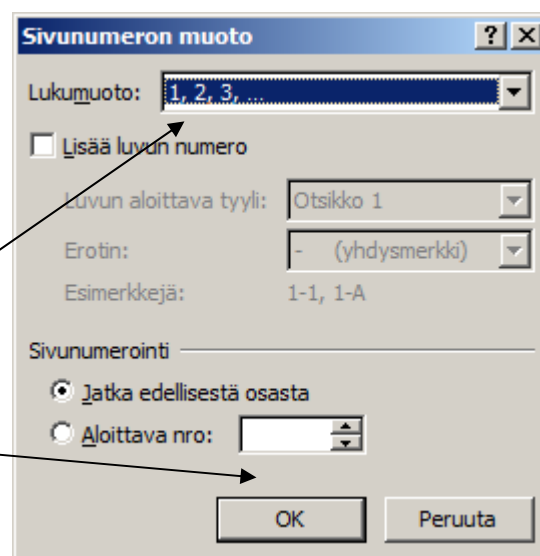 Sivunumeron muoto
Lukumuoto: 1, 2, 3, ...
Lisää luvun numero
Luvun aloittava tyyli: Otsikko 1
Erotin: - (yhdysmerkki)
Esimerkkejä: 1-1, 1-A
Sivunumerointi
Jatka edellisestä osasta
Aloittava nro:
OK Peruuta